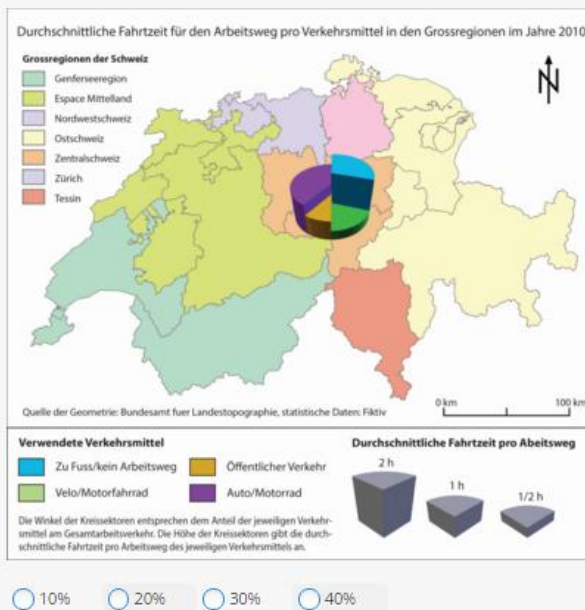 Durchschnittliche Fahrtzeit für den Arbeitsweg pro Verkehrsmittel in den Grossregionen im Jahre 2010
Grossregionen der Schweiz
Genferseeregion
Espace Mittelland
Nordwestschweiz
Ostschweiz
Zentralschweiz
Zürich
Tessin
N
0 km
100 km
Quelle der Geometrie: Bundesamt fuer Landestopographie, statistische Daten: Fiktiv
Verwendete Verkehrsmittel
Zu Fuss/kein Arbeitsweg
Öffentlicher Verkehr
Velo/Motorfahrrad
Auto/Motorrad
Die Winkel der Kreissektoren entsprechen dem Anteil der jeweiligen Verkehr-
smittel am Gesamtarbeitsverkehr. Die Höhe der Kreissektoren gibt die durch-
schnittliche Fahrtzeit pro Arbeitsweg des jeweiligen Verkehrsmittels an.
Durchschnittliche Fahrtzeit pro Abeitsweg
2 h
1 h
1/2 h
10%
20%
30%
40%